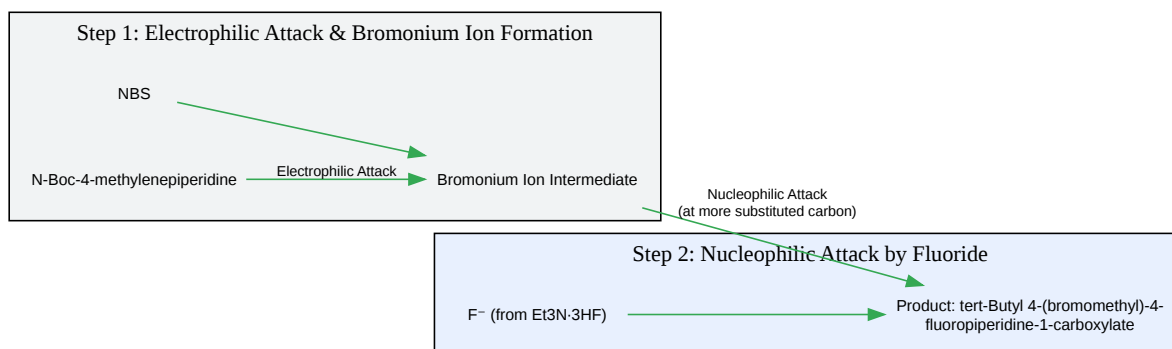 Step 1: Electrophilic Attack & Bromonium Ion Formation
NBS
N-Boc-4-methylenepiperidine
Electrophilic Attack
Bromonium Ion Intermediate
Nucleophilic Attack
(at more substituted carbon)
Step 2: Nucleophilic Attack by Fluoride
F⁻ (from Et3N·3HF)
Product: tert-Butyl 4-(bromomethyl)-4-
fluoropiperidine-1-carboxylate